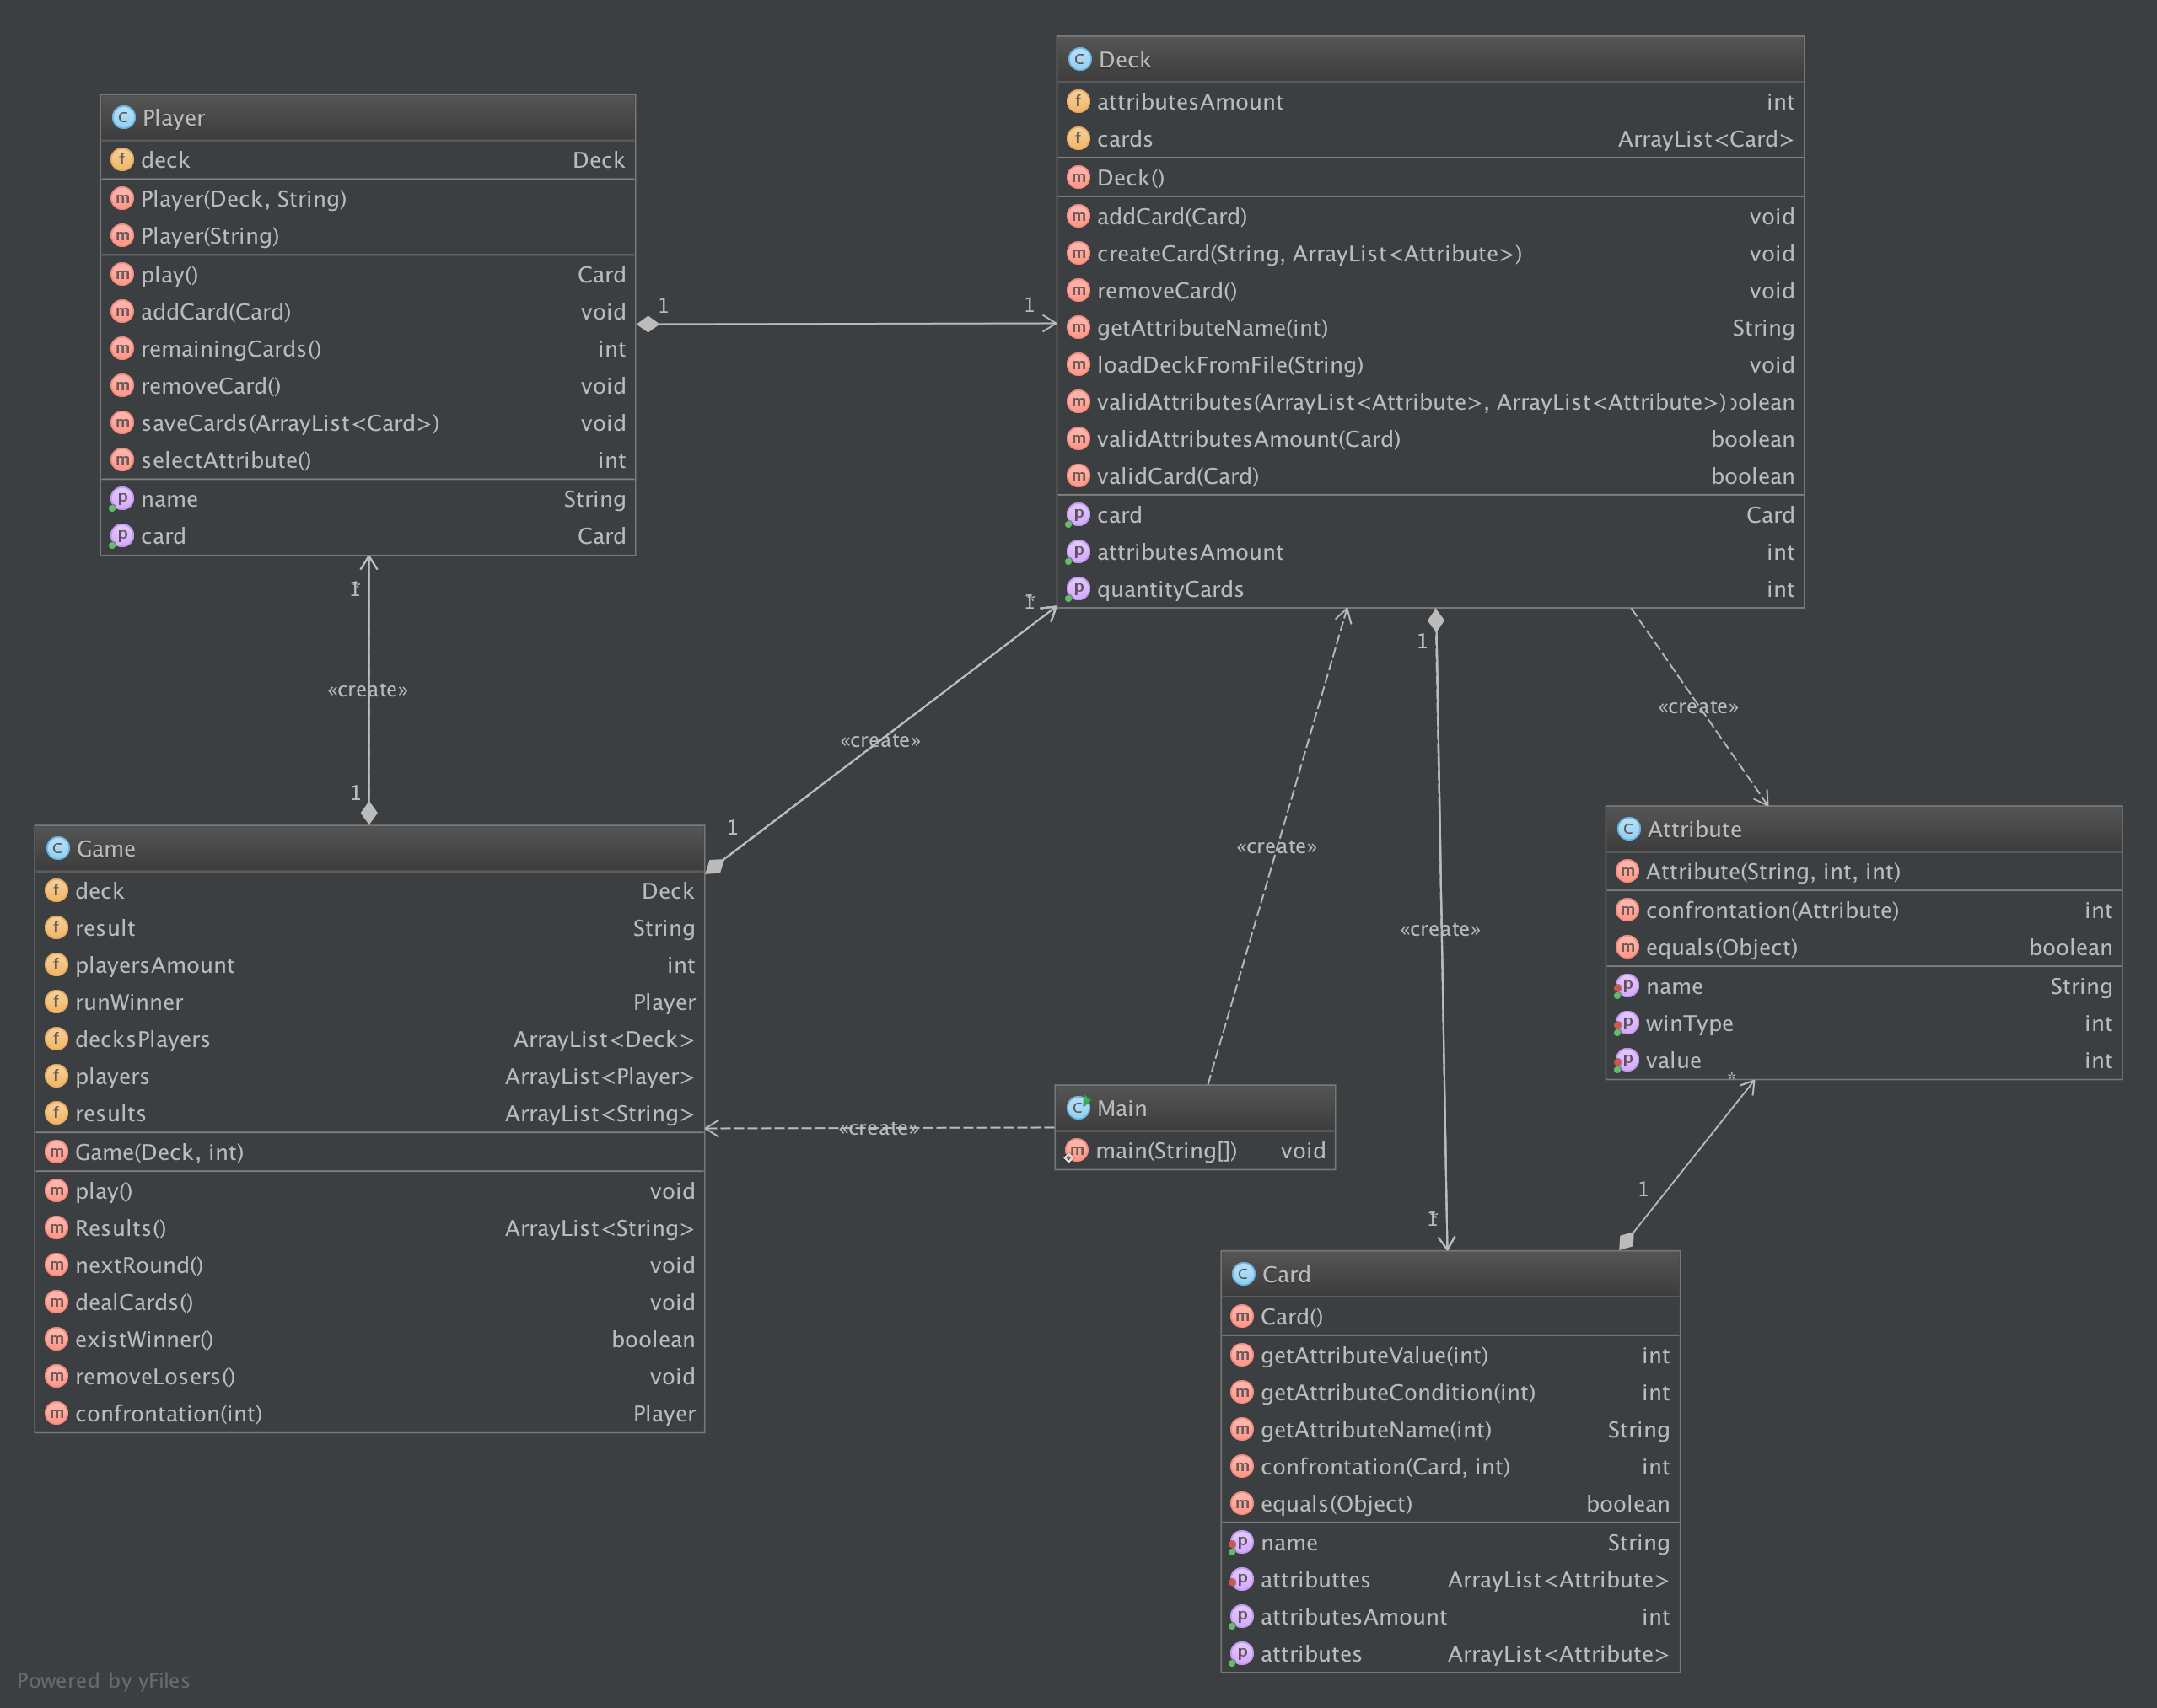 Player
deck Deck
Player(Deck, String)
Player(String)
play() Card
addCard(Card) void
remainingCards() int
removeCard() void
saveCards(ArrayList<Card>) void
selectAttribute() int
name String
card Card
Deck
attributesAmount int
cards ArrayList<Card>
Deck()
addCard(Card) void
createCard(String, ArrayList<Attribute>) void
removeCard() void
getAttributeName(int) String
loadDeckFromFile(String) void
validAttributes(ArrayList<Attribute>, ArrayList<Attribute>) oolean
validAttributesAmount(Card) boolean
validCard(Card) boolean
card Card
attributesAmount int
quantityCards int
1 1
1
1
1
«create»
«create»
«create»
1
1
«create»
Game
deck Deck
result String
playersAmount int
runWinner Player
decksPlayers ArrayList<Deck>
players ArrayList<Player>
results ArrayList<String>
Game(Deck, int)
play() void
Results() ArrayList<String>
nextRound() void
dealCards() void
existWinner() boolean
removeLosers() void
confrontation(int) Player
Attribute
Attribute(String, int, int)
confrontation(Attribute) int
equals(Object) boolean
name String
winType int
value int
*
«create»
«create»
Main
main(String[]) void
1
1
Card
Card()
getAttributeValue(int) int
getAttributeCondition(int) int
getAttributeName(int) String
confrontation(Card, int) int
equals(Object) boolean
name String
attributtes ArrayList<Attribute>
attributesAmount int
attributes ArrayList<Attribute>
Powered by yFiles